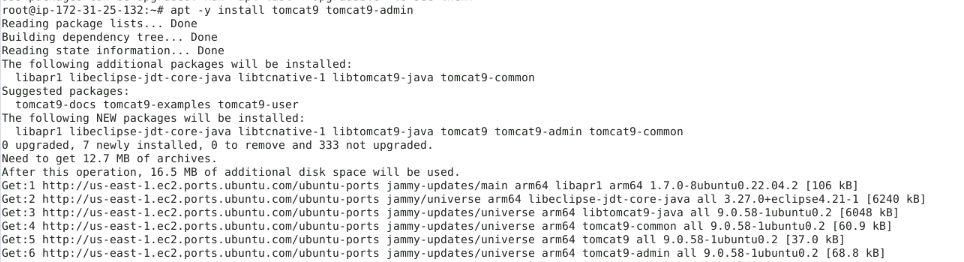 root@ip-172-31-25-132:~# apt -y install tomcat9 tomcat9-admin
Reading package lists... Done
Building dependency tree... Done
Reading state information... Done
The following additional packages will be installed:
  libapr1 libeclipse-jdt-core-java libtcnative-1 libtomcat9-java tomcat9-common
Suggested packages:
  tomcat9-docs tomcat9-examples tomcat9-user
The following NEW packages will be installed:
  libapr1 libeclipse-jdt-core-java libtcnative-1 libtomcat9-java tomcat9 tomcat9-admin tomcat9-common
0 upgraded, 7 newly installed, 0 to remove and 333 not upgraded.
Need to get 12.7 MB of archives.
After this operation, 16.5 MB of additional disk space will be used.
Get:1 http://us-east-1.ec2.ports.ubuntu.com/ubuntu-ports jammy-updates/main arm64 libapr1 arm64 1.7.0-8ubuntu0.22.04.2 [106 kB]
Get:2 http://us-east-1.ec2.ports.ubuntu.com/ubuntu-ports jammy/universe arm64 libeclipse-jdt-core-java all 3.27.0+eclipse4.21-1 [6240 kB]
Get:3 http://us-east-1.ec2.ports.ubuntu.com/ubuntu-ports jammy-updates/universe arm64 libtomcat9-java all 9.0.58-1ubuntu0.2 [6048 kB]
Get:4 http://us-east-1.ec2.ports.ubuntu.com/ubuntu-ports jammy-updates/universe arm64 tomcat9-common all 9.0.58-1ubuntu0.2 [60.9 kB]
Get:5 http://us-east-1.ec2.ports.ubuntu.com/ubuntu-ports jammy-updates/universe arm64 tomcat9 all 9.0.58-1ubuntu0.2 [37.0 kB]
Get:6 http://us-east-1.ec2.ports.ubuntu.com/ubuntu-ports jammy-updates/universe arm64 tomcat9-admin all 9.0.58-1ubuntu0.2 [68.8 kB]